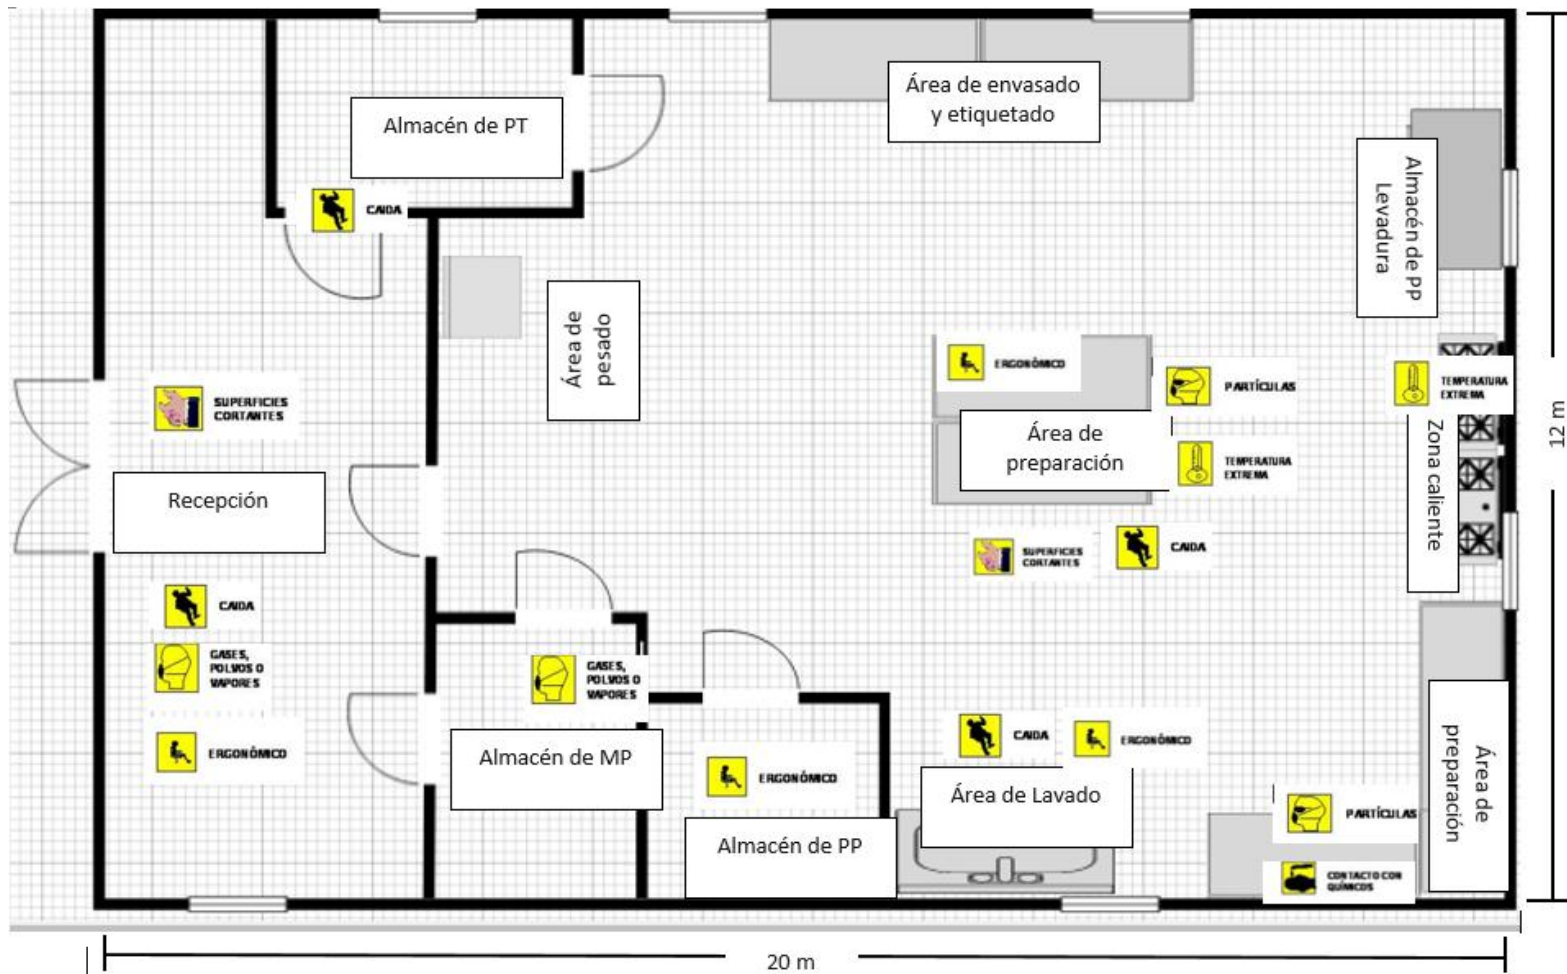 Área de envasado
y etiquetado
Almacén de PT
Almacén de PP
Levadura
CAIDA
Área de
pesado
ERGONÓMICO
PARTÍCULAS
TEMPERATURA
EXTREMA
SUPERFICIES
CORTANTES
12 m
Área de
preparación
TEMPERATURA
EXTREMA
Zona caliente
Recepción
SUPERFICIES
CORTANTES
CAIDA
CAIDA
GASES,
POLVOS O
VAPORES
GASES,
POLVOS O
VAPORES
ERGONÓMICO
Almacén de MP
ERGONÓMICO
CAIDA
ERGONÓMICO
Área de Lavado
Área de
preparación
PARTÍCULAS
Almacén de PP
CONTACTO CON
QUÍMICOS
20 m